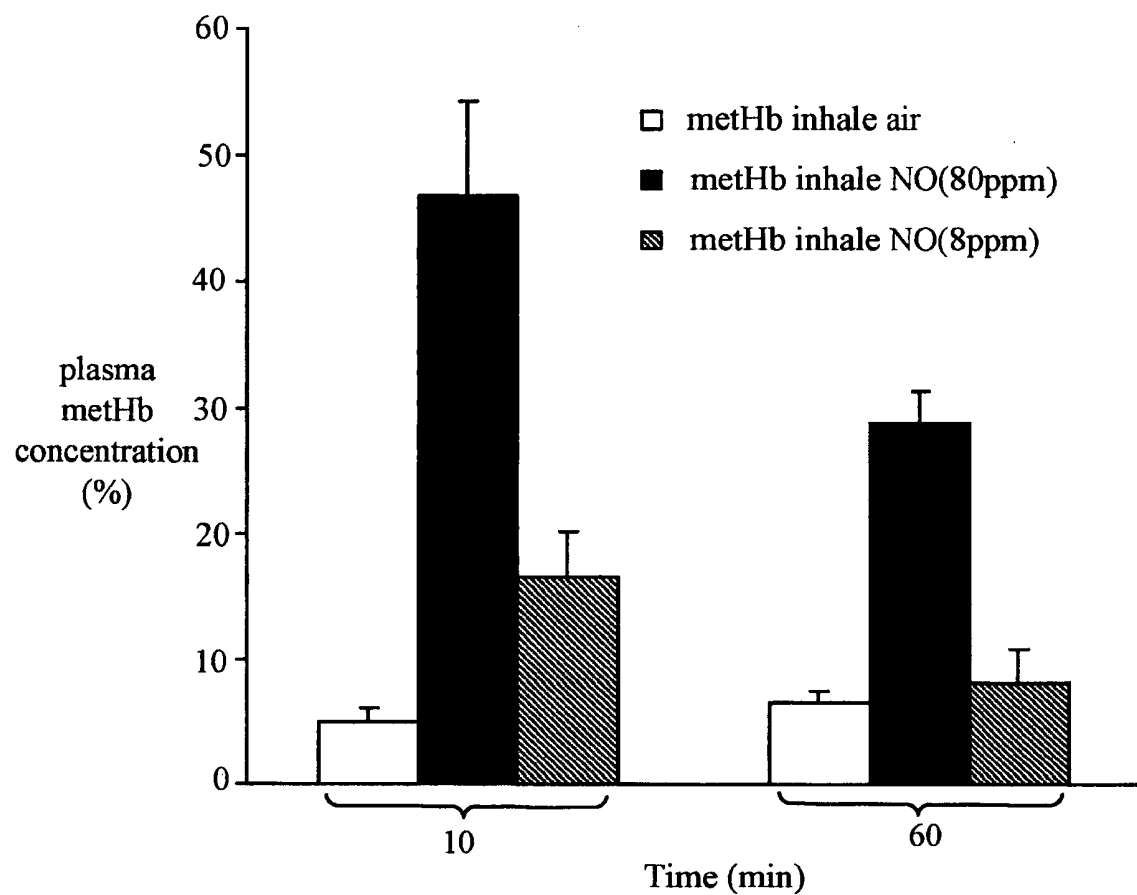 60
50
40
30
20
10
0
plasma
metHb
concentration
(%)
metHb inhale air
metHb inhale NO(80ppm)
metHb inhale NO(8ppm)
10
60
Time (min)